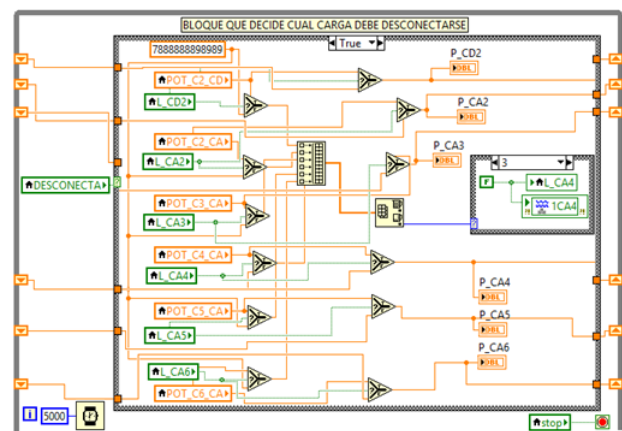 BLOQUE QUE DECIDE CUAL CARGA DEBE DESCONECTARSE
True
7888888898989
P_CD2
DBL
POT_C2_CD
L_CD2
P_CA2
DBL
POT_C2_CA
L_CA2
P_CA3
DBL
3
DESCONECTA
F
L_CA4
1CA4
POT_C3_CA
L_CA3
POT_C4_CA
L_CA4
P_CA4
DBL
POT_C5_CA
L_CA5
P_CA5
DBL
P_CA6
DBL
L_CA6
POT_C6_CA
i
5000
stop